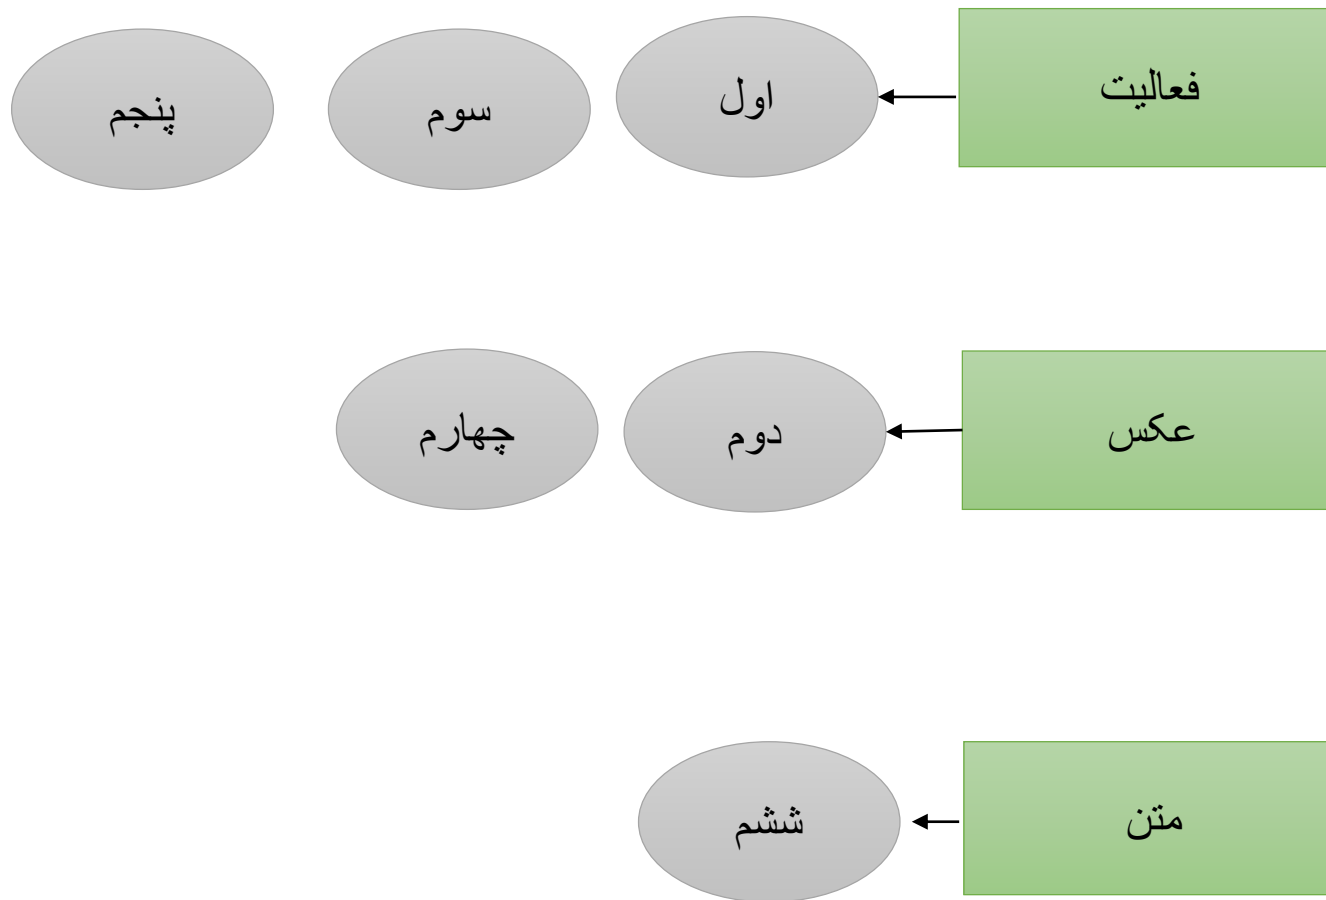 فعالیت
اول
سوم
پنجم
عکس
دوم
چهارم
متن
ششم